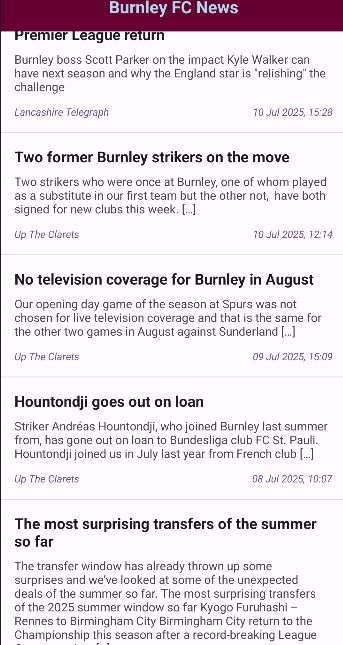 Burnley FC News
Premier League return
Burnley boss Scott Parker on the impact Kyle Walker can
have next season and why the England star is "relishing" the
challenge
Lancashire Telegraph 10 Jul 2025, 15:28
Two former Burnley strikers on the move
Two strikers who were once at Burnley, one of whom played
as a substitute in our first team but the other not,  have both
signed for new clubs this week. [...]
Up The Clarets 10 Jul 2025, 12:14
No television coverage for Burnley in August
Our opening day game of the season at Spurs was not
chosen for live television coverage and that is the same for
the other two games in August against Sunderland [...]
Up The Clarets 09 Jul 2025, 15:09
Hountondji goes out on loan
Striker Andréas Hountondji, who joined Burnley last summer
from, has gone out on loan to Bundesliga club FC St. Pauli.
Hountondji joined us in July last year from French club [...]
Up The Clarets 08 Jul 2025, 10:07
The most surprising transfers of the summer
so far
The transfer window has already thrown up some
surprises and we've looked at some of the unexpected
deals of the summer so far. The most surprising transfers
of the 2025 summer window so far Kyogo Furuhashi –
Rennes to Birmingham City Birmingham City return to the
Championship this season after a record-breaking League